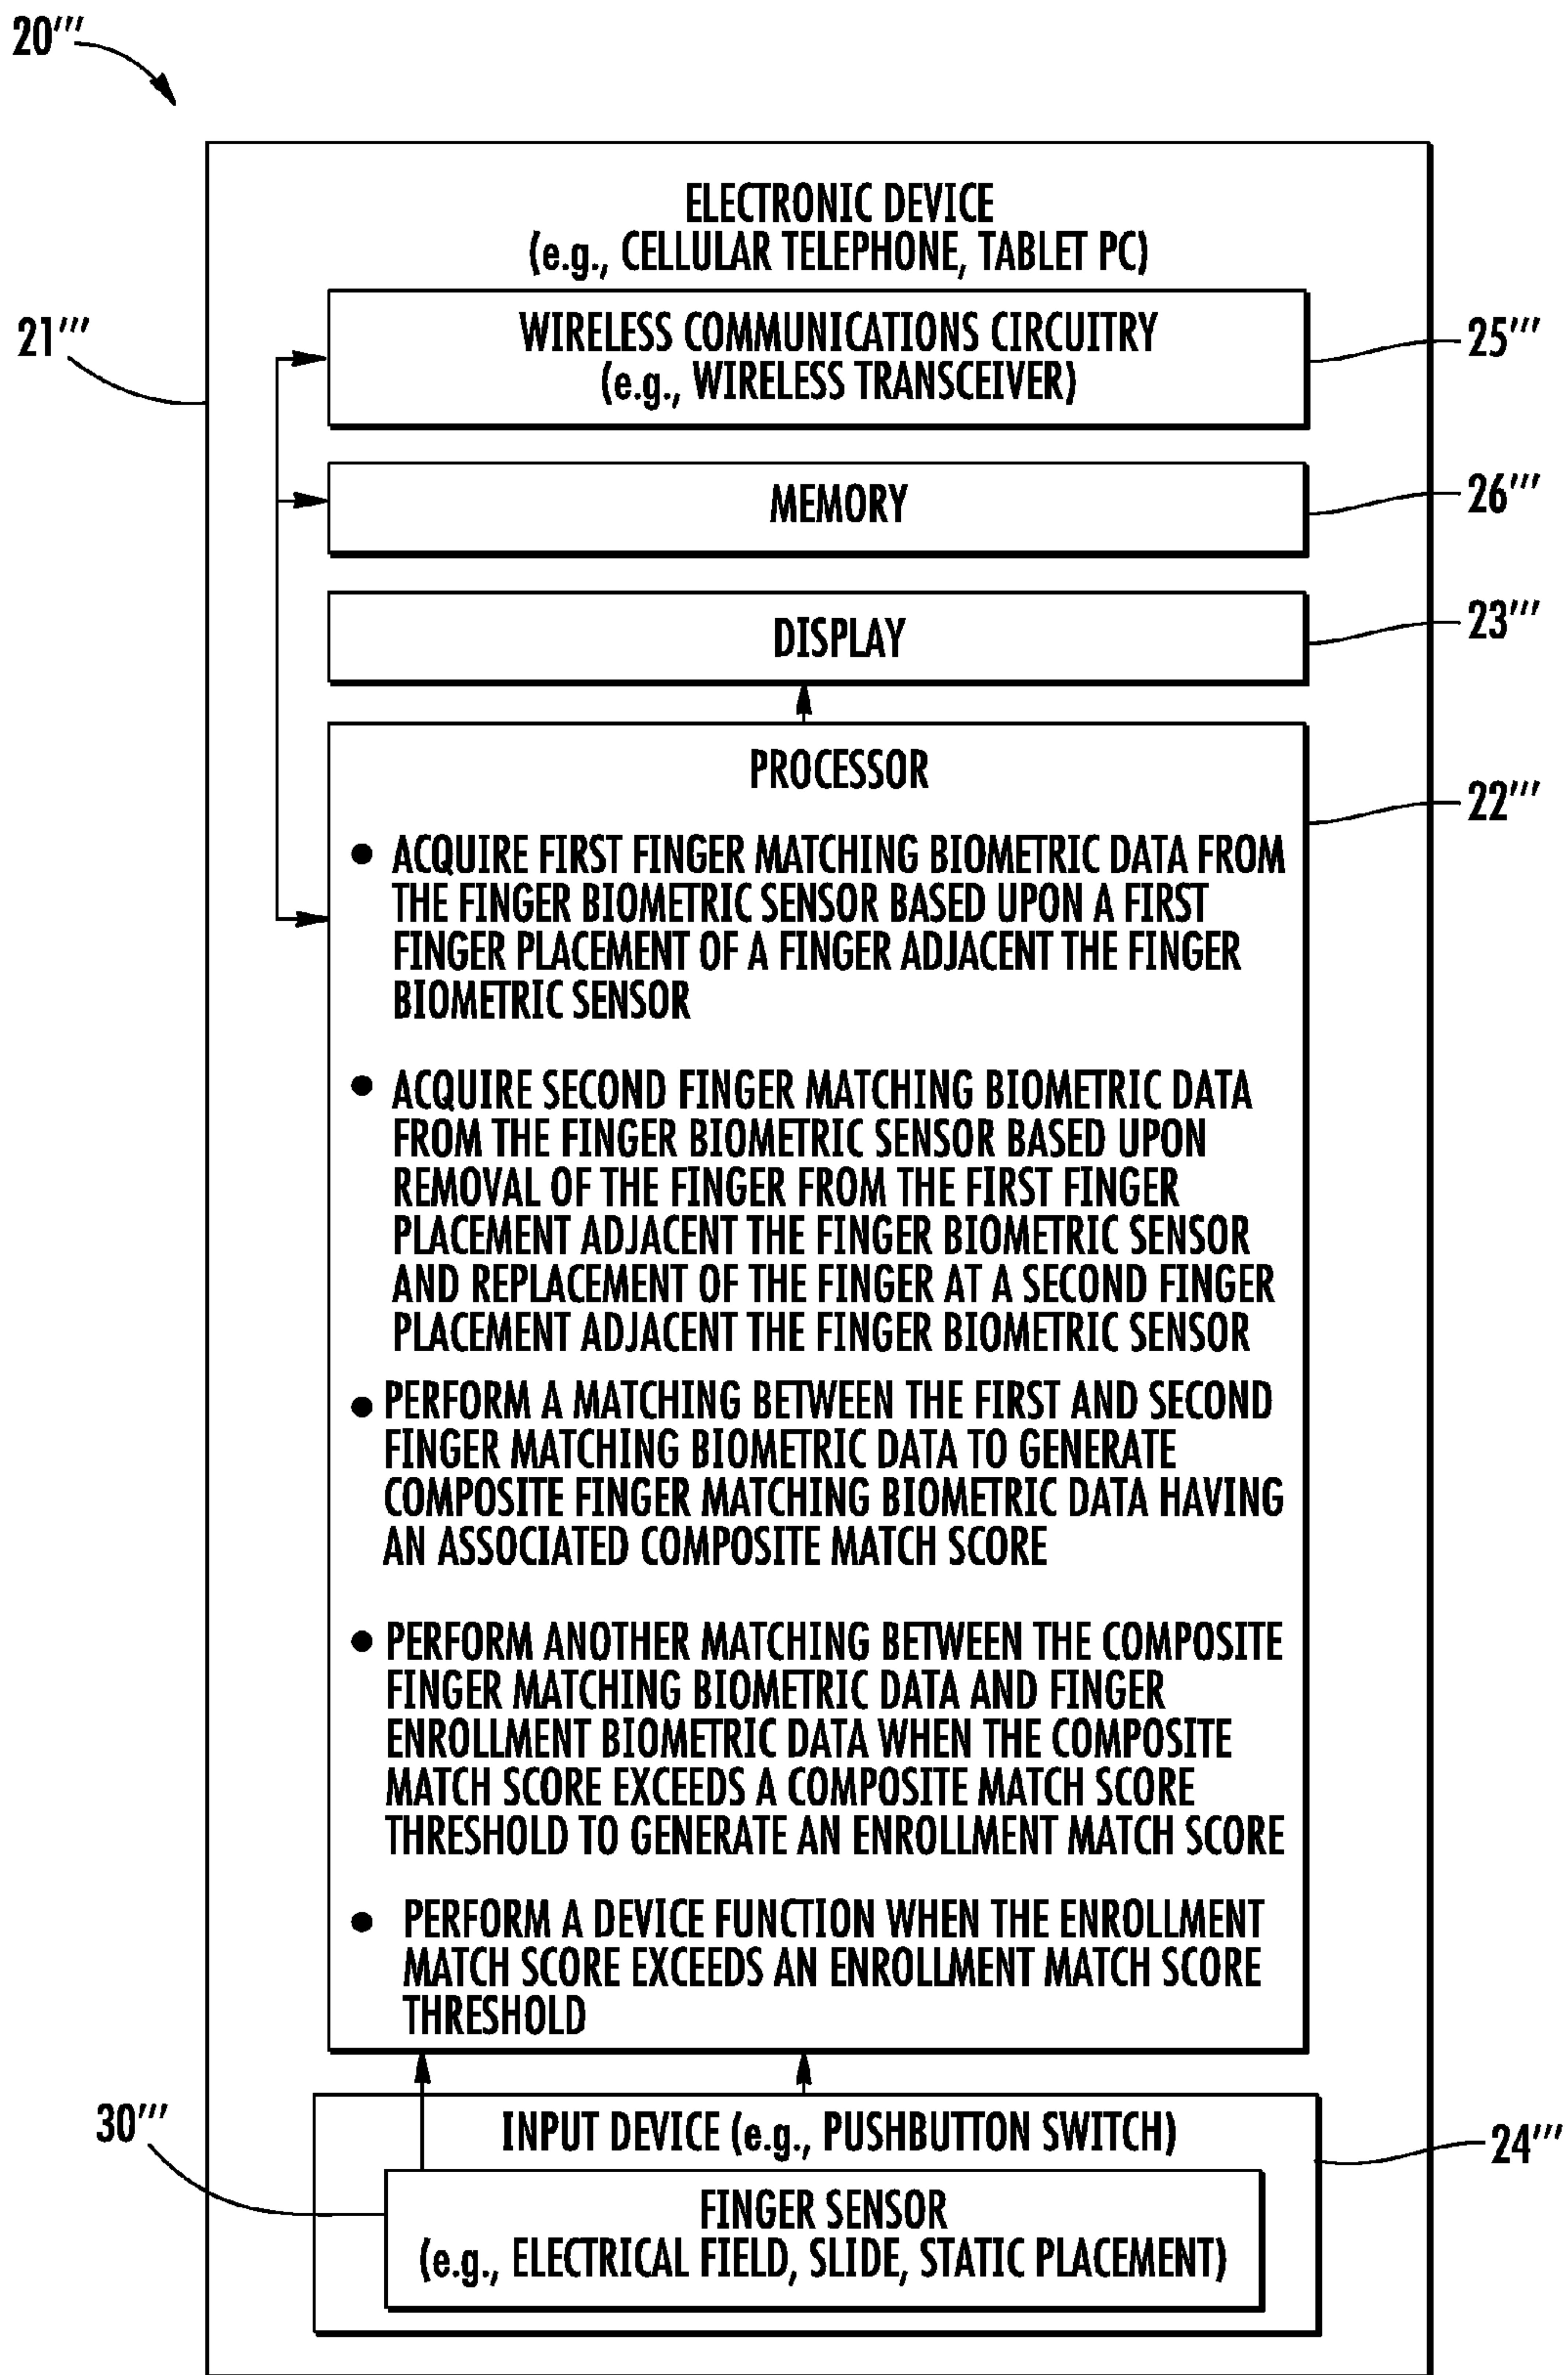 20'''
ELECTRONIC DEVICE
(e.g., CELLULAR TELEPHONE, TABLET PC)
21'''
WIRELESS COMMUNICATIONS CIRCUITRY
(e.g., WIRELESS TRANSCEIVER)
25'''
MEMORY
26'''
DISPLAY
23'''
PROCESSOR
22'''
● ACQUIRE FIRST FINGER MATCHING BIOMETRIC DATA FROM
THE FINGER BIOMETRIC SENSOR BASED UPON A FIRST
FINGER PLACEMENT OF A FINGER ADJACENT THE FINGER
BIOMETRIC SENSOR
● ACQUIRE SECOND FINGER MATCHING BIOMETRIC DATA
FROM THE FINGER BIOMETRIC SENSOR BASED UPON
REMOVAL OF THE FINGER FROM THE FIRST FINGER
PLACEMENT ADJACENT THE FINGER BIOMETRIC SENSOR
AND REPLACEMENT OF THE FINGER AT A SECOND FINGER
PLACEMENT ADJACENT THE FINGER BIOMETRIC SENSOR
● PERFORM A MATCHING BETWEEN THE FIRST AND SECOND
FINGER MATCHING BIOMETRIC DATA TO GENERATE
COMPOSITE FINGER MATCHING BIOMETRIC DATA HAVING
AN ASSOCIATED COMPOSITE MATCH SCORE
● PERFORM ANOTHER MATCHING BETWEEN THE COMPOSITE
FINGER MATCHING BIOMETRIC DATA AND FINGER
ENROLLMENT BIOMETRIC DATA WHEN THE COMPOSITE
MATCH SCORE EXCEEDS A COMPOSITE MATCH SCORE
THRESHOLD TO GENERATE AN ENROLLMENT MATCH SCORE
● PERFORM A DEVICE FUNCTION WHEN THE ENROLLMENT
MATCH SCORE EXCEEDS AN ENROLLMENT MATCH SCORE
THRESHOLD
30'''
INPUT DEVICE (e.g., PUSHBUTTON SWITCH)
24'''
FINGER SENSOR
(e.g., ELECTRICAL FIELD, SLIDE, STATIC PLACEMENT)